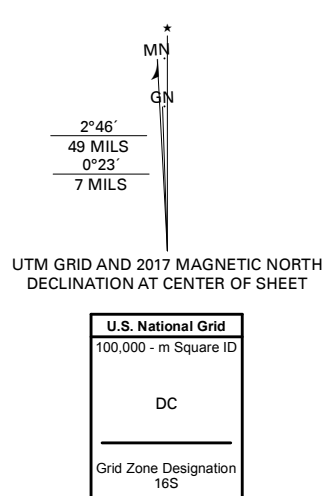 ★
MN
GN
2°46´
49 MILS
0°23´
7 MILS
UTM GRID AND 2017 MAGNETIC NORTH
DECLINATION AT CENTER OF SHEET
U.S. National Grid
100,000 - m Square ID
DC
Grid Zone Designation
16S